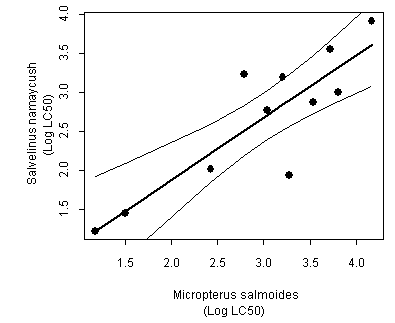 Salvelinus namaycush
(Log LC50)
4.0
3.5
3.0
2.5
2.0
1.5
1.5 2.0 2.5 3.0 3.5 4.0
Micropterus salmoides
(Log LC50)